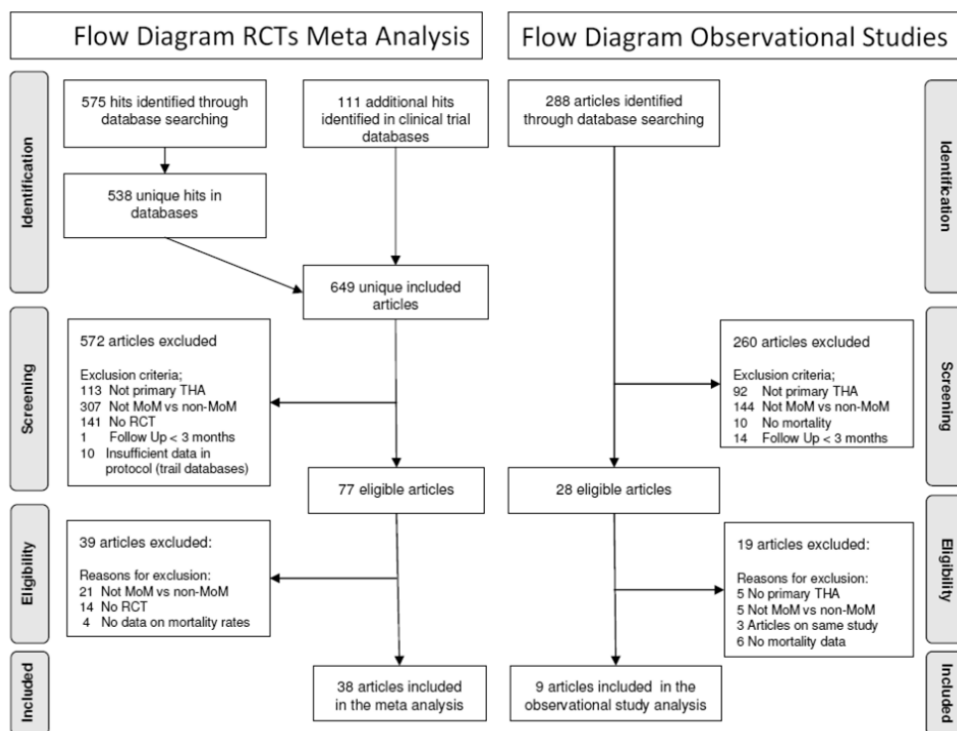 Flow Diagram RCTs Meta Analysis
Identification
575 hits identified through
database searching
111 additional hits
identified in clinical trial
databases
538 unique hits in
databases
649 unique included
articles
Screening
572 articles excluded
Exclusion criteria;
113 Not primary THA
307 Not MoM vs non-MoM
141 No RCT
1 Follow Up < 3 months
10 Insufficient data in
protocol (trail databases)
77 eligible articles
Eligibility
39 articles excluded:
Reasons for exclusion:
21 Not MoM vs non-MoM
14 No RCT
4 No data on mortality rates
Included
38 articles included
in the meta analysis
Flow Diagram Observational Studies
288 articles identified
through database searching
Identification
260 articles excluded
Exclusion criteria;
92 Not primary THA
144 Not MoM vs non-MoM
10 No mortality
14 Follow Up < 3 months
Screening
28 eligible articles
19 articles excluded:
Reasons for exclusion:
5 No primary THA
5 Not MoM vs non-MoM
3 Articles on same study
6 No mortality data
Eligibility
9 articles included in the
observational study analysis
Included